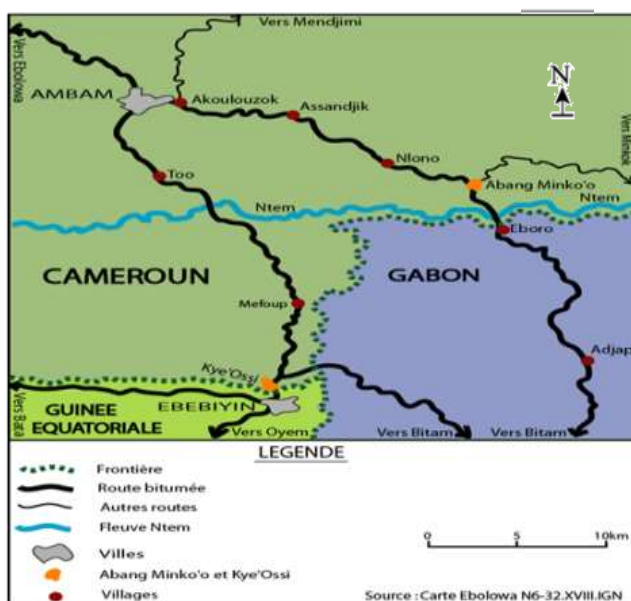 Vers Mendjimi
Vers Ebolowa
N
AMBAM
Akoulouzok
Assandjik
Vers Minkok
Nlono
Too
Abang Minko'o
Ntem
Ntem
Eboro
CAMEROUN
GABON
Mefoup
Adjap
Kye'Ossi
Vers Bata
GUINEE
EQUATORIALE
EBEBIYIN
Vers Oyem
Vers Bitam
Vers Bitam
LEGENDE
Frontière
Route bitumée
Autres routes
Fleuve Ntem
0 5 10km
Villes
Abang Minko'o et Kye'Ossi
Villages
Source : Carte Ebolowa N6-32.XVIII.IGN